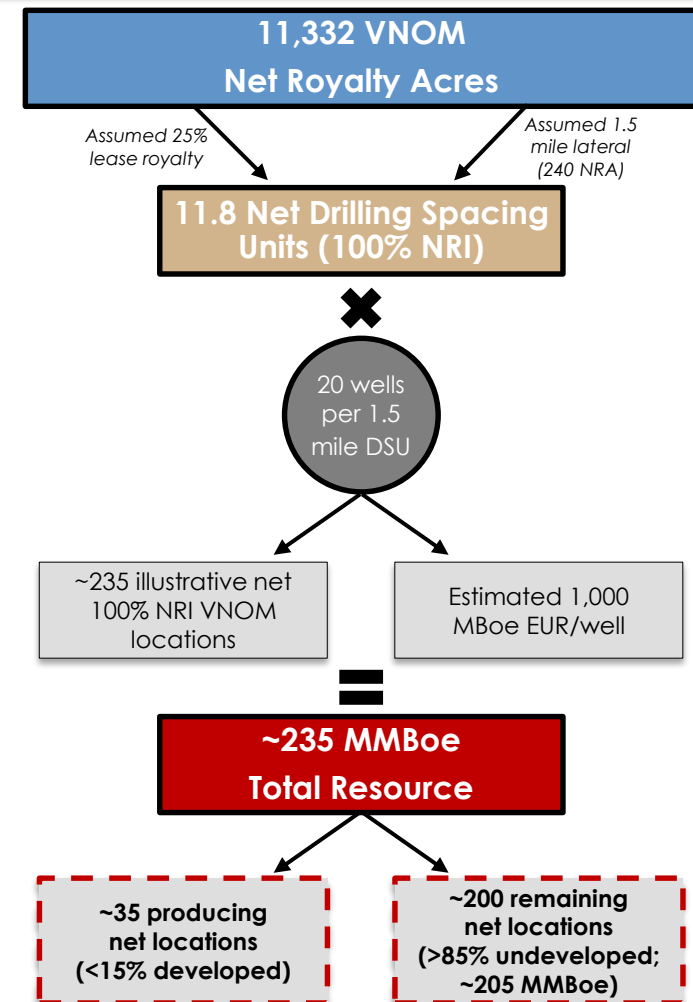 11,332 VNOM
Net Royalty Acres
Assumed 25%
lease royalty
Assumed 1.5
mile lateral
(240 NRA)
11.8 Net Drilling Spacing
Units (100% NRI)
20 wells
per 1.5
mile DSU
~235 illustrative net
100% NRI VNOM
locations
Estimated 1,000
MBoe EUR/well
~235 MMBoe
Total Resource
~35 producing
net locations
(<15% developed)
~200 remaining
net locations
(>85% undeveloped;
~205 MMBoe)